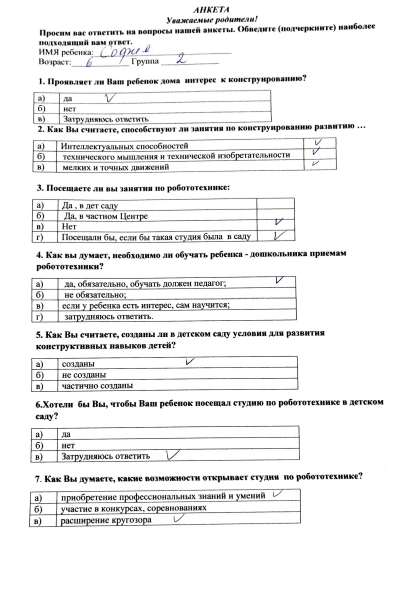 АНКЕТА
Уважаемые родители!
Просим вас ответить на вопросы нашей анкеты. Обведите (подчеркните) наиболее
подходящий вам ответ.
ИМЯ ребенка: София
Возраст: 6 Группа 2
1. Проявляет ли Ваш ребенок дома интерес к конструированию?
а) да ✓
б) нет
в) Затрудняюсь ответить
2. Как Вы считаете, способствуют ли занятия по конструированию развитию …
а) Интеллектуальных способностей ✓
б) технического мышления и технической изобретательности ✓
в) мелких и точных движений ✓
3. Посещаете ли вы занятия по робототехнике:
а) Да , в дет саду
б) Да, в частном Центре
в) Нет ✓
г) Посещали бы, если бы такая студия была в саду ✓
4. Как вы думает, необходимо ли обучать ребенка - дошкольника приемам
робототехники?
а) да, обязательно, обучать должен педагог; ✓
б) не обязательно;
в) если у ребенка есть интерес, сам научится;
г) затрудняюсь ответить.
5. Как Вы считаете, созданы ли в детском саду условия для развития
конструктивных навыков детей?
а) созданы ✓
б) не созданы
в) частично созданы
6.Хотели бы Вы, чтобы Ваш ребенок посещал студию по робототехнике в детском
саду?
а) да
б) нет
в) Затрудняюсь ответить ✓
7. Как Вы думаете, какие возможности открывает студия по робототехнике?
а) приобретение профессиональных знаний и умений ✓
б) участие в конкурсах, соревнованиях
в) расширение кругозора ✓